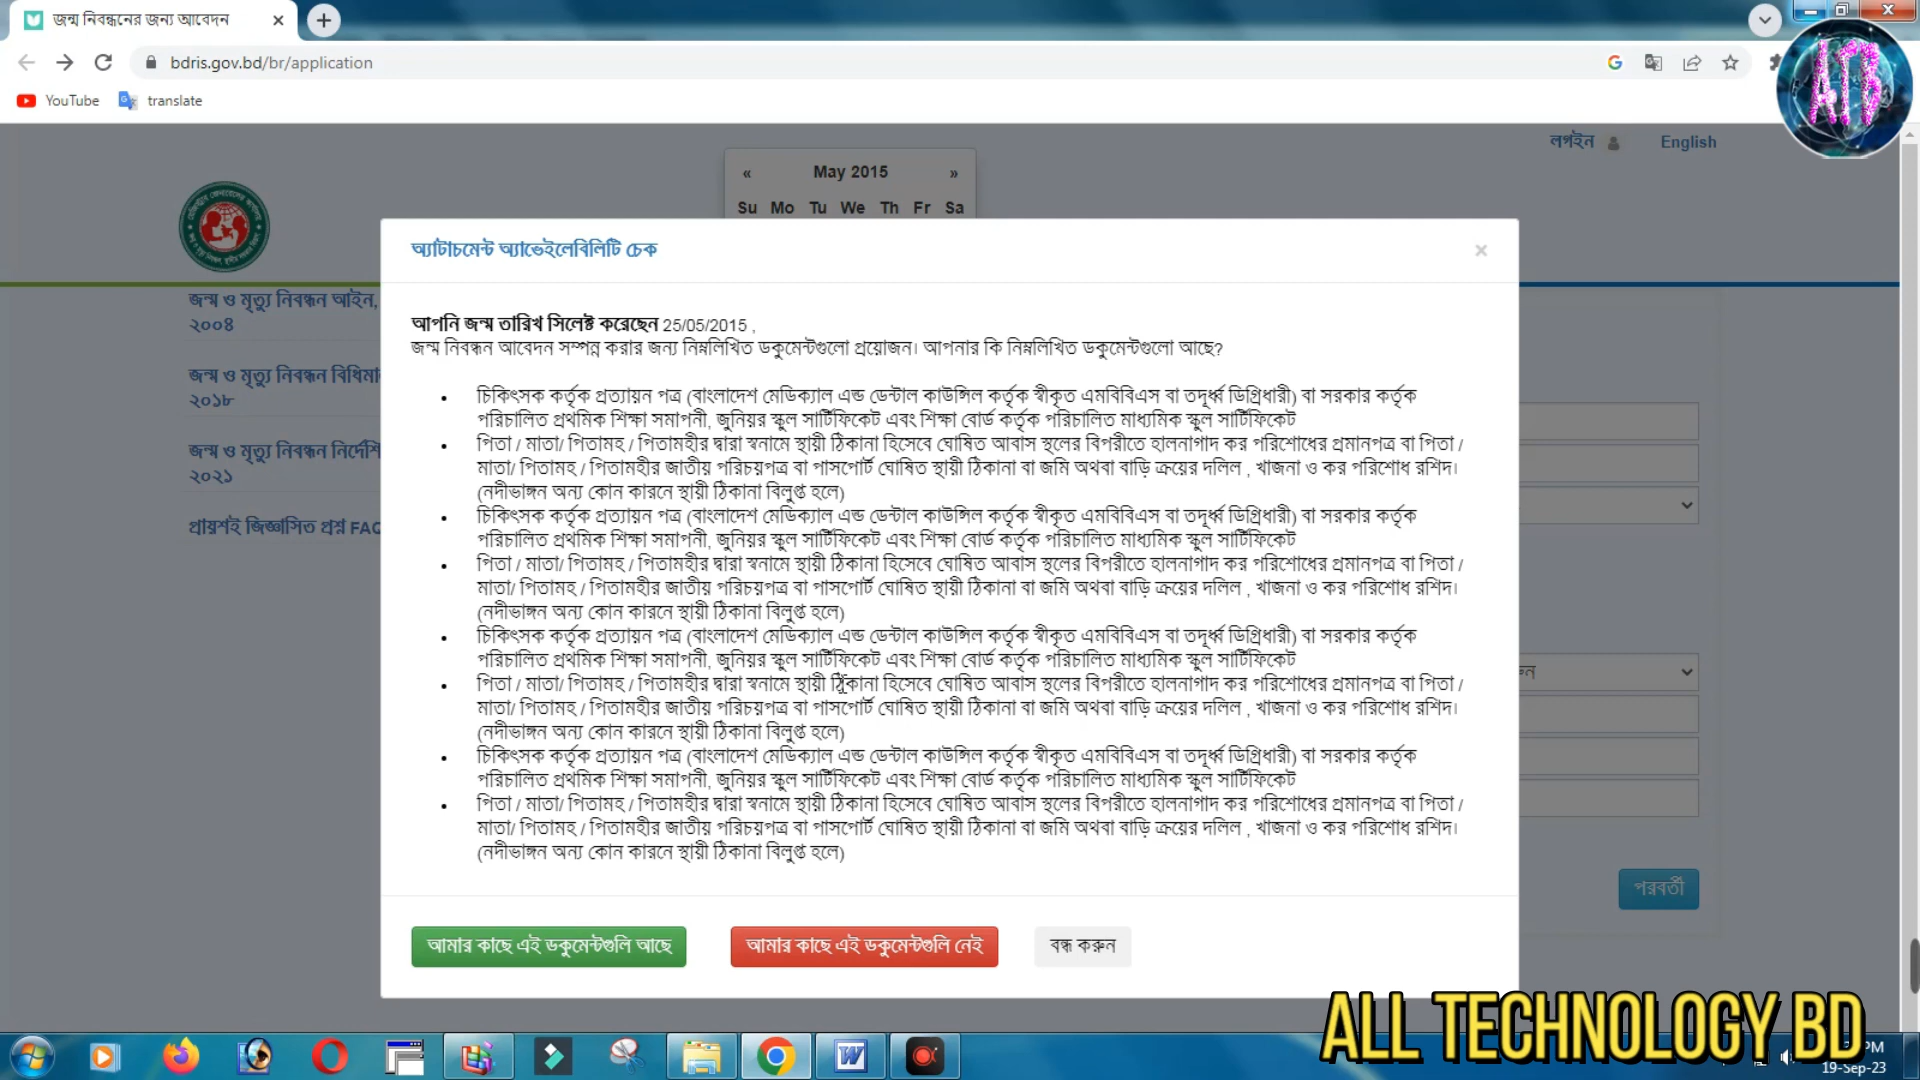 জন্ম নিবন্ধনের জন্য আবেদন
bdris.gov.bd/br/application
YouTube
translate
লগইন
English
« May 2015 »
Su Mo Tu We Th Fr Sa
জন্ম ও মৃত্যু নিবন্ধন আইন,
২০০৪
জন্ম ও মৃত্যু নিবন্ধন বিধিমা
২০১৮
জন্ম ও মৃত্যু নিবন্ধন নির্দেশি
২০২১
প্রায়শই জিজ্ঞাসিত প্রশ্ন FAQ
অ্যাটাচমেন্ট অ্যাভেইলেবিলিটি চেক
×
আপনি জন্ম তারিখ সিলেক্ট করেছেন 25/05/2015 ,
জন্ম নিবন্ধন আবেদন সম্পন্ন করার জন্য নিম্নলিখিত ডকুমেন্টগুলো প্রয়োজন। আপনার কি নিম্নলিখিত ডকুমেন্টগুলো আছে?
• চিকিৎসক কর্তৃক প্রত্যায়ন পত্র (বাংলাদেশ মেডিক্যাল এন্ড ডেন্টাল কাউন্সিল কর্তৃক স্বীকৃত এমবিবিএস বা তদূর্ধ্ব ডিগ্রিধারী) বা সরকার কর্তৃক
পরিচালিত প্রথমিক শিক্ষা সমাপনী, জুনিয়র স্কুল সার্টিফিকেট এবং শিক্ষা বোর্ড কর্তৃক পরিচালিত মাধ্যমিক স্কুল সার্টিফিকেট
• পিতা / মাতা/ পিতামহ / পিতামহীর দ্বারা স্বনামে স্থায়ী ঠিকানা হিসেবে ঘোষিত আবাস স্থলের বিপরীতে হালনাগাদ কর পরিশোধের প্রমানপত্র বা পিতা /
মাতা/ পিতামহ / পিতামহীর জাতীয় পরিচয়পত্র বা পাসপোর্ট ঘোষিত স্থায়ী ঠিকানা বা জমি অথবা বাড়ি ক্রয়ের দলিল , খাজনা ও কর পরিশোধ রশিদ।
(নদীভাঙ্গন অন্য কোন কারনে স্থায়ী ঠিকানা বিলুপ্ত হলে)
• চিকিৎসক কর্তৃক প্রত্যায়ন পত্র (বাংলাদেশ মেডিক্যাল এন্ড ডেন্টাল কাউন্সিল কর্তৃক স্বীকৃত এমবিবিএস বা তদূর্ধ্ব ডিগ্রিধারী) বা সরকার কর্তৃক
পরিচালিত প্রথমিক শিক্ষা সমাপনী, জুনিয়র স্কুল সার্টিফিকেট এবং শিক্ষা বোর্ড কর্তৃক পরিচালিত মাধ্যমিক স্কুল সার্টিফিকেট
• পিতা / মাতা/ পিতামহ / পিতামহীর দ্বারা স্বনামে স্থায়ী ঠিকানা হিসেবে ঘোষিত আবাস স্থলের বিপরীতে হালনাগাদ কর পরিশোধের প্রমানপত্র বা পিতা /
মাতা/ পিতামহ / পিতামহীর জাতীয় পরিচয়পত্র বা পাসপোর্ট ঘোষিত স্থায়ী ঠিকানা বা জমি অথবা বাড়ি ক্রয়ের দলিল , খাজনা ও কর পরিশোধ রশিদ।
(নদীভাঙ্গন অন্য কোন কারনে স্থায়ী ঠিকানা বিলুপ্ত হলে)
• চিকিৎসক কর্তৃক প্রত্যায়ন পত্র (বাংলাদেশ মেডিক্যাল এন্ড ডেন্টাল কাউন্সিল কর্তৃক স্বীকৃত এমবিবিএস বা তদূর্ধ্ব ডিগ্রিধারী) বা সরকার কর্তৃক
পরিচালিত প্রথমিক শিক্ষা সমাপনী, জুনিয়র স্কুল সার্টিফিকেট এবং শিক্ষা বোর্ড কর্তৃক পরিচালিত মাধ্যমিক স্কুল সার্টিফিকেট
• পিতা / মাতা/ পিতামহ / পিতামহীর দ্বারা স্বনামে স্থায়ী ঠিকানা হিসেবে ঘোষিত আবাস স্থলের বিপরীতে হালনাগাদ কর পরিশোধের প্রমানপত্র বা পিতা /
মাতা/ পিতামহ / পিতামহীর জাতীয় পরিচয়পত্র বা পাসপোর্ট ঘোষিত স্থায়ী ঠিকানা বা জমি অথবা বাড়ি ক্রয়ের দলিল , খাজনা ও কর পরিশোধ রশিদ।
(নদীভাঙ্গন অন্য কোন কারনে স্থায়ী ঠিকানা বিলুপ্ত হলে)
• চিকিৎসক কর্তৃক প্রত্যায়ন পত্র (বাংলাদেশ মেডিক্যাল এন্ড ডেন্টাল কাউন্সিল কর্তৃক স্বীকৃত এমবিবিএস বা তদূর্ধ্ব ডিগ্রিধারী) বা সরকার কর্তৃক
পরিচালিত প্রথমিক শিক্ষা সমাপনী, জুনিয়র স্কুল সার্টিফিকেট এবং শিক্ষা বোর্ড কর্তৃক পরিচালিত মাধ্যমিক স্কুল সার্টিফিকেট
• পিতা / মাতা/ পিতামহ / পিতামহীর দ্বারা স্বনামে স্থায়ী ঠিকানা হিসেবে ঘোষিত আবাস স্থলের বিপরীতে হালনাগাদ কর পরিশোধের প্রমানপত্র বা পিতা /
মাতা/ পিতামহ / পিতামহীর জাতীয় পরিচয়পত্র বা পাসপোর্ট ঘোষিত স্থায়ী ঠিকানা বা জমি অথবা বাড়ি ক্রয়ের দলিল , খাজনা ও কর পরিশোধ রশিদ।
(নদীভাঙ্গন অন্য কোন কারনে স্থায়ী ঠিকানা বিলুপ্ত হলে)
রুন
পরবর্তী
আমার কাছে এই ডকুমেন্টগুলি আছে
আমার কাছে এই ডকুমেন্টগুলি নেই
বন্ধ করুন
ATB
ALL TECHNOLOGY BD
PM
19-Sep-23